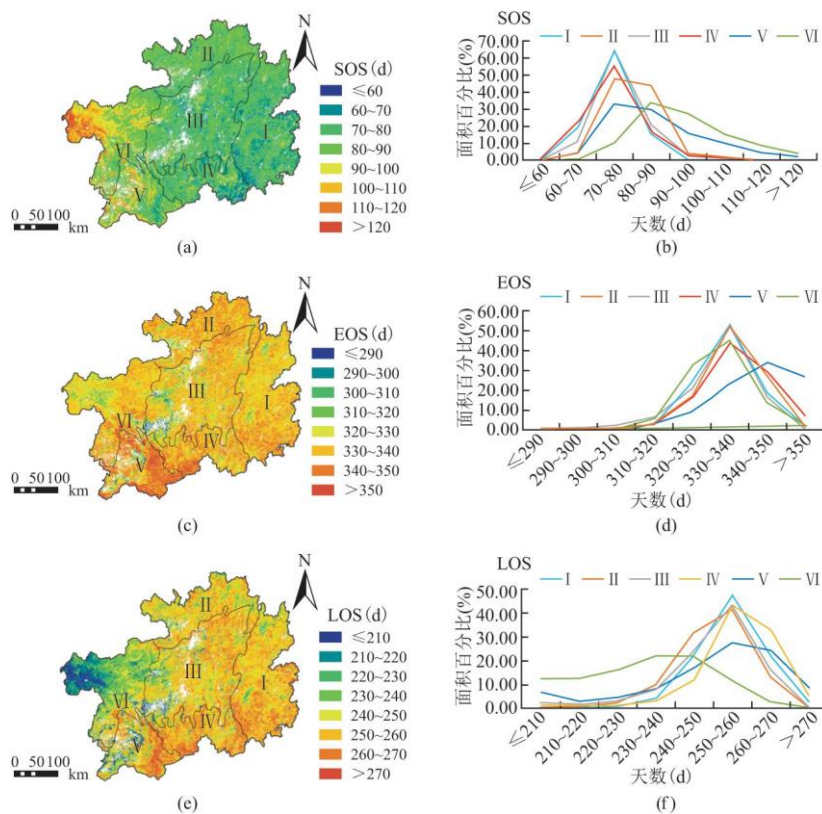 N
SOS(d)
≤60
60~70
70~80
80~90
90~100
100~110
110~120
>120
I
II
III
IV
V
VI
0 50100
km
(a)
SOS
I II III IV V VI
面积百分比(%)
70.00
60.00
50.00
40.00
30.00
20.00
10.00
0.00
≤60 60~70 70~80 80~90 90~100 100~110 110~120 >120
天数(d)
(b)
N
EOS(d)
≤290
290~300
300~310
310~320
320~330
330~340
340~350
>350
I
II
III
IV
V
VI
0 50100
km
(c)
EOS
I II III IV V VI
面积百分比(%)
60.00
50.00
40.00
30.00
20.00
10.00
0.00
≤290 290~300 300~310 310~320 320~330 330~340 340~350 >350
天数(d)
(d)
N
LOS(d)
≤210
210~220
220~230
230~240
240~250
250~260
260~270
>270
I
II
III
IV
V
VI
0 50100
km
(e)
LOS
I II III IV V VI
面积百分比(%)
50.00
40.00
30.00
20.00
10.00
0.00
≤210 210~220 220~230 230~240 240~250 250~260 260~270 >270
天数(d)
(f)